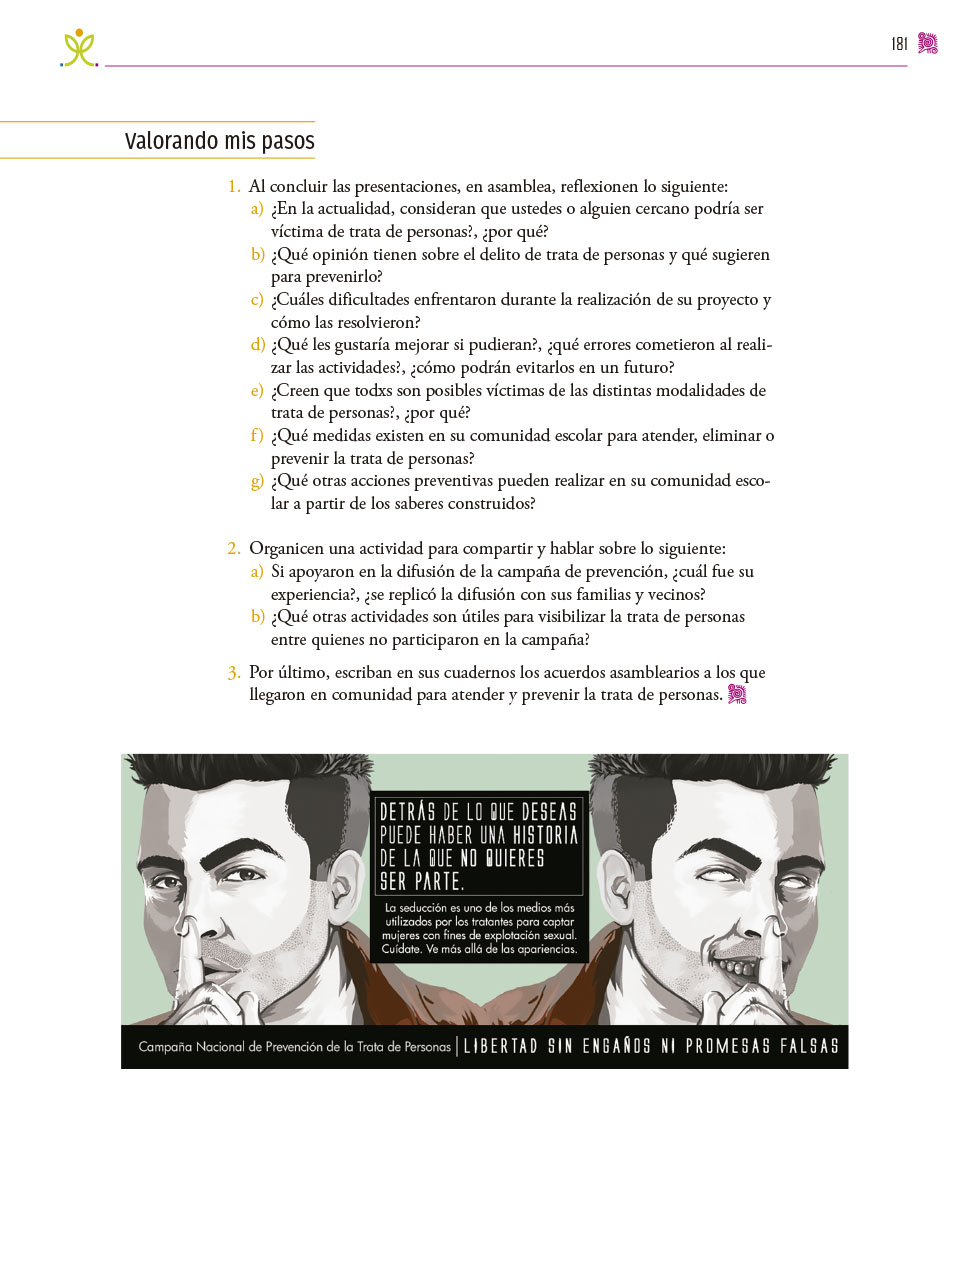 181
Valorando mis pasos
1. Al concluir las presentaciones, en asamblea, reflexionen lo siguiente:
a) ¿En la actualidad, consideran que ustedes o alguien cercano podría ser
víctima de trata de personas?, ¿por qué?
b) ¿Qué opinión tienen sobre el delito de trata de personas y qué sugieren
para prevenirlo?
c) ¿Cuáles dificultades enfrentaron durante la realización de su proyecto y
cómo las resolvieron?
d) ¿Qué les gustaría mejorar si pudieran?, ¿qué errores cometieron al reali-
zar las actividades?, ¿cómo podrán evitarlos en un futuro?
e) ¿Creen que todxs son posibles víctimas de las distintas modalidades de
trata de personas?, ¿por qué?
f) ¿Qué medidas existen en su comunidad escolar para atender, eliminar o
prevenir la trata de personas?
g) ¿Qué otras acciones preventivas pueden realizar en su comunidad esco-
lar a partir de los saberes construidos?
2. Organicen una actividad para compartir y hablar sobre lo siguiente:
a) Si apoyaron en la difusión de la campaña de prevención, ¿cuál fue su
experiencia?, ¿se replicó la difusión con sus familias y vecinos?
b) ¿Qué otras actividades son útiles para visibilizar la trata de personas
entre quienes no participaron en la campaña?
3. Por último, escriban en sus cuadernos los acuerdos asamblearios a los que
llegaron en comunidad para atender y prevenir la trata de personas.
DETRÁS DE LO QUE DESEAS
PUEDE HABER UNA HISTORIA
DE LA QUE NO QUIERES
SER PARTE.
La seducción es uno de los medios más
utilizados por los tratantes para captar
mujeres con fines de explotación sexual.
Cuídate. Ve más allá de las apariencias.
Campaña Nacional de Prevención de la Trata de Personas | LIBERTAD SIN ENGAÑOS NI PROMESAS FALSAS